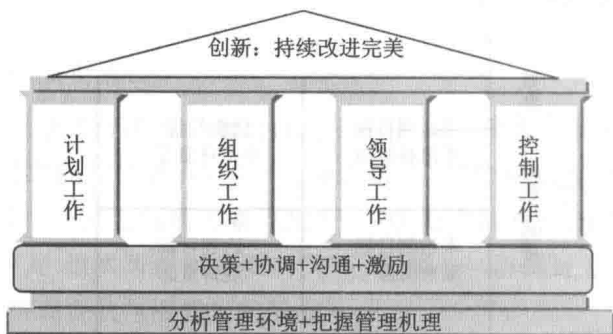 创新：持续改进完美
计划工作
组织工作
领导工作
控制工作
决策+协调+沟通+激励
分析管理环境+把握管理机理